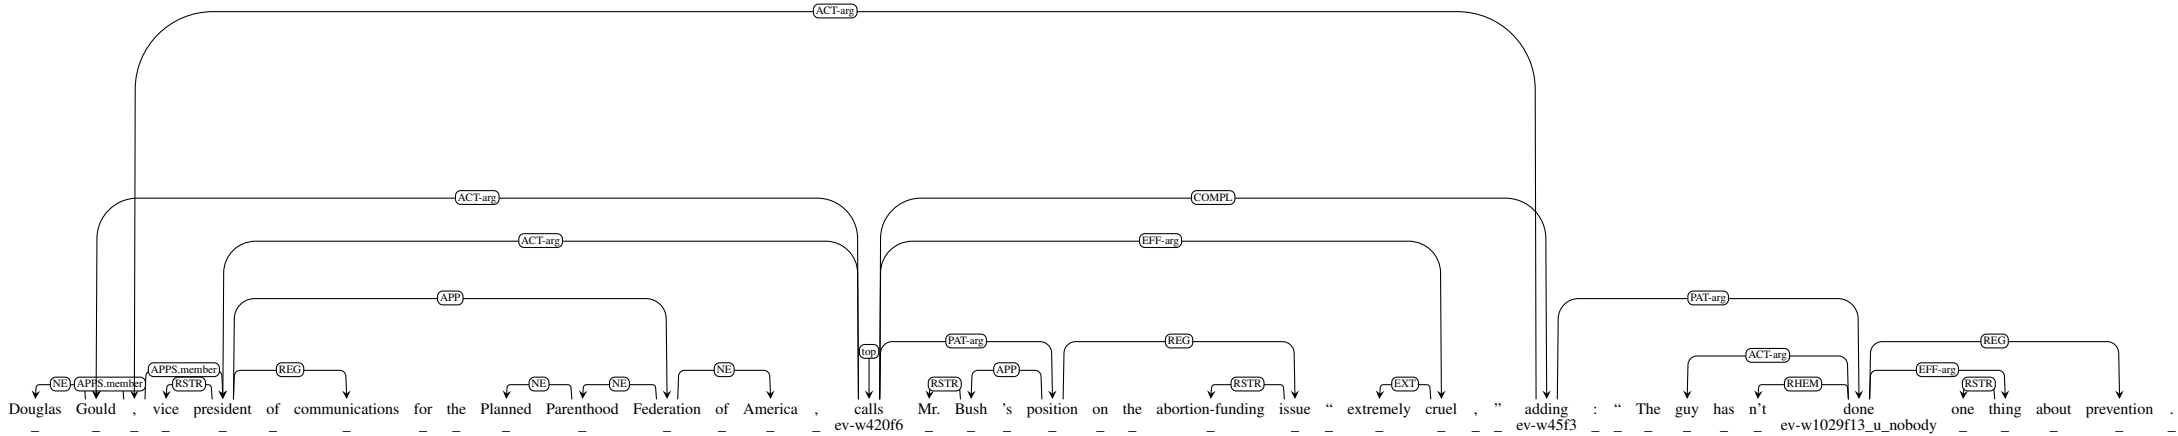 ACT-arg
ACT-arg COMPL
ACT-arg EFF-arg
APP PAT-arg
top PAT-arg REG REG
APPS.member REG NE APP ACT-arg EFF-arg
NE APPS.member RSTR NE NE RSTR RSTR EXT RHEM RSTR
Douglas Gould , vice president of communications for the Planned Parenthood Federation of America , calls Mr. Bush 's position on the abortion-funding issue “ extremely cruel , ” adding : “ The guy has n't done one thing about prevention .
_ _ _ _ _ _ _ _ _ _ _ _ _ _ _ ev-w420f6 _ _ _ _ _ _ _ _ _ _ _ _ _ ev-w45f3 _ _ _ _ _ _ ev-w1029f13_u_nobody _ _ _ _ _